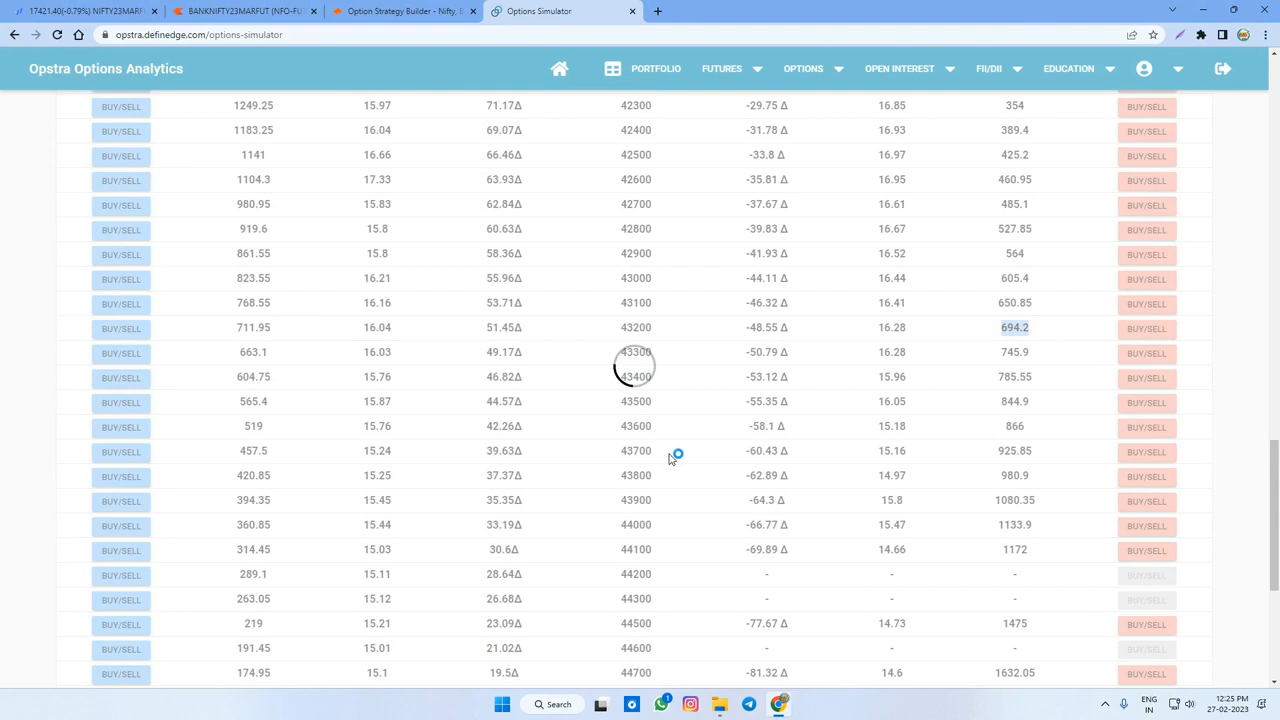 17421.40(-0.79%) NIFTY23MARF
BANKNIFTY23MARFUT (NFO-FU
Option Strategy Builder - Nifty, B
Options Simulator
opstra.definedge.com/options-simulator
Opstra Options Analytics PORTFOLIO FUTURES OPTIONS OPEN INTEREST FII/DII EDUCATION
BUY/SELL 1249.25 15.97 71.17Δ 42300 -29.75 Δ 16.85 354 BUY/SELL
BUY/SELL 1183.25 16.04 69.07Δ 42400 -31.78 Δ 16.93 389.4 BUY/SELL
BUY/SELL 1141 16.66 66.46Δ 42500 -33.8 Δ 16.97 425.2 BUY/SELL
BUY/SELL 1104.3 17.33 63.93Δ 42600 -35.81 Δ 16.95 460.95 BUY/SELL
BUY/SELL 980.95 15.83 62.84Δ 42700 -37.67 Δ 16.61 485.1 BUY/SELL
BUY/SELL 919.6 15.8 60.63Δ 42800 -39.83 Δ 16.67 527.85 BUY/SELL
BUY/SELL 861.55 15.8 58.36Δ 42900 -41.93 Δ 16.52 564 BUY/SELL
BUY/SELL 823.55 16.21 55.96Δ 43000 -44.11 Δ 16.44 605.4 BUY/SELL
BUY/SELL 768.55 16.16 53.71Δ 43100 -46.32 Δ 16.41 650.85 BUY/SELL
BUY/SELL 711.95 16.04 51.45Δ 43200 -48.55 Δ 16.28 694.2 BUY/SELL
BUY/SELL 663.1 16.03 49.17Δ 43300 -50.79 Δ 16.28 745.9 BUY/SELL
BUY/SELL 604.75 15.76 46.82Δ 43400 -53.12 Δ 15.96 785.55 BUY/SELL
BUY/SELL 565.4 15.87 44.57Δ 43500 -55.35 Δ 16.05 844.9 BUY/SELL
BUY/SELL 519 15.76 42.26Δ 43600 -58.1 Δ 15.18 866 BUY/SELL
BUY/SELL 457.5 15.24 39.63Δ 43700 -60.43 Δ 15.16 925.85 BUY/SELL
BUY/SELL 420.85 15.45 37.37Δ 43800 -62.89 Δ 14.97 980.9 BUY/SELL
BUY/SELL 394.35 15.45 35.35Δ 43900 -64.3 Δ 15.8 1080.35 BUY/SELL
BUY/SELL 360.85 15.44 33.19Δ 44000 -66.77 Δ 15.47 1133.9 BUY/SELL
BUY/SELL 314.45 15.03 30.6Δ 44100 -69.89 Δ 14.66 1172 BUY/SELL
BUY/SELL 289.1 15.11 28.64Δ 44200 - - - BUY/SELL
BUY/SELL 263.05 15.12 26.68Δ 44300 - - - BUY/SELL
BUY/SELL 219 15.21 23.09Δ 44500 -77.67 Δ 14.73 1475 BUY/SELL
BUY/SELL 191.45 15.01 21.02Δ 44600 - - - BUY/SELL
BUY/SELL 174.95 15.1 19.5Δ 44700 -81.32 Δ 14.6 1632.05 BUY/SELL
Search 1 ENG 12:25 PM
IN 27-02-2023